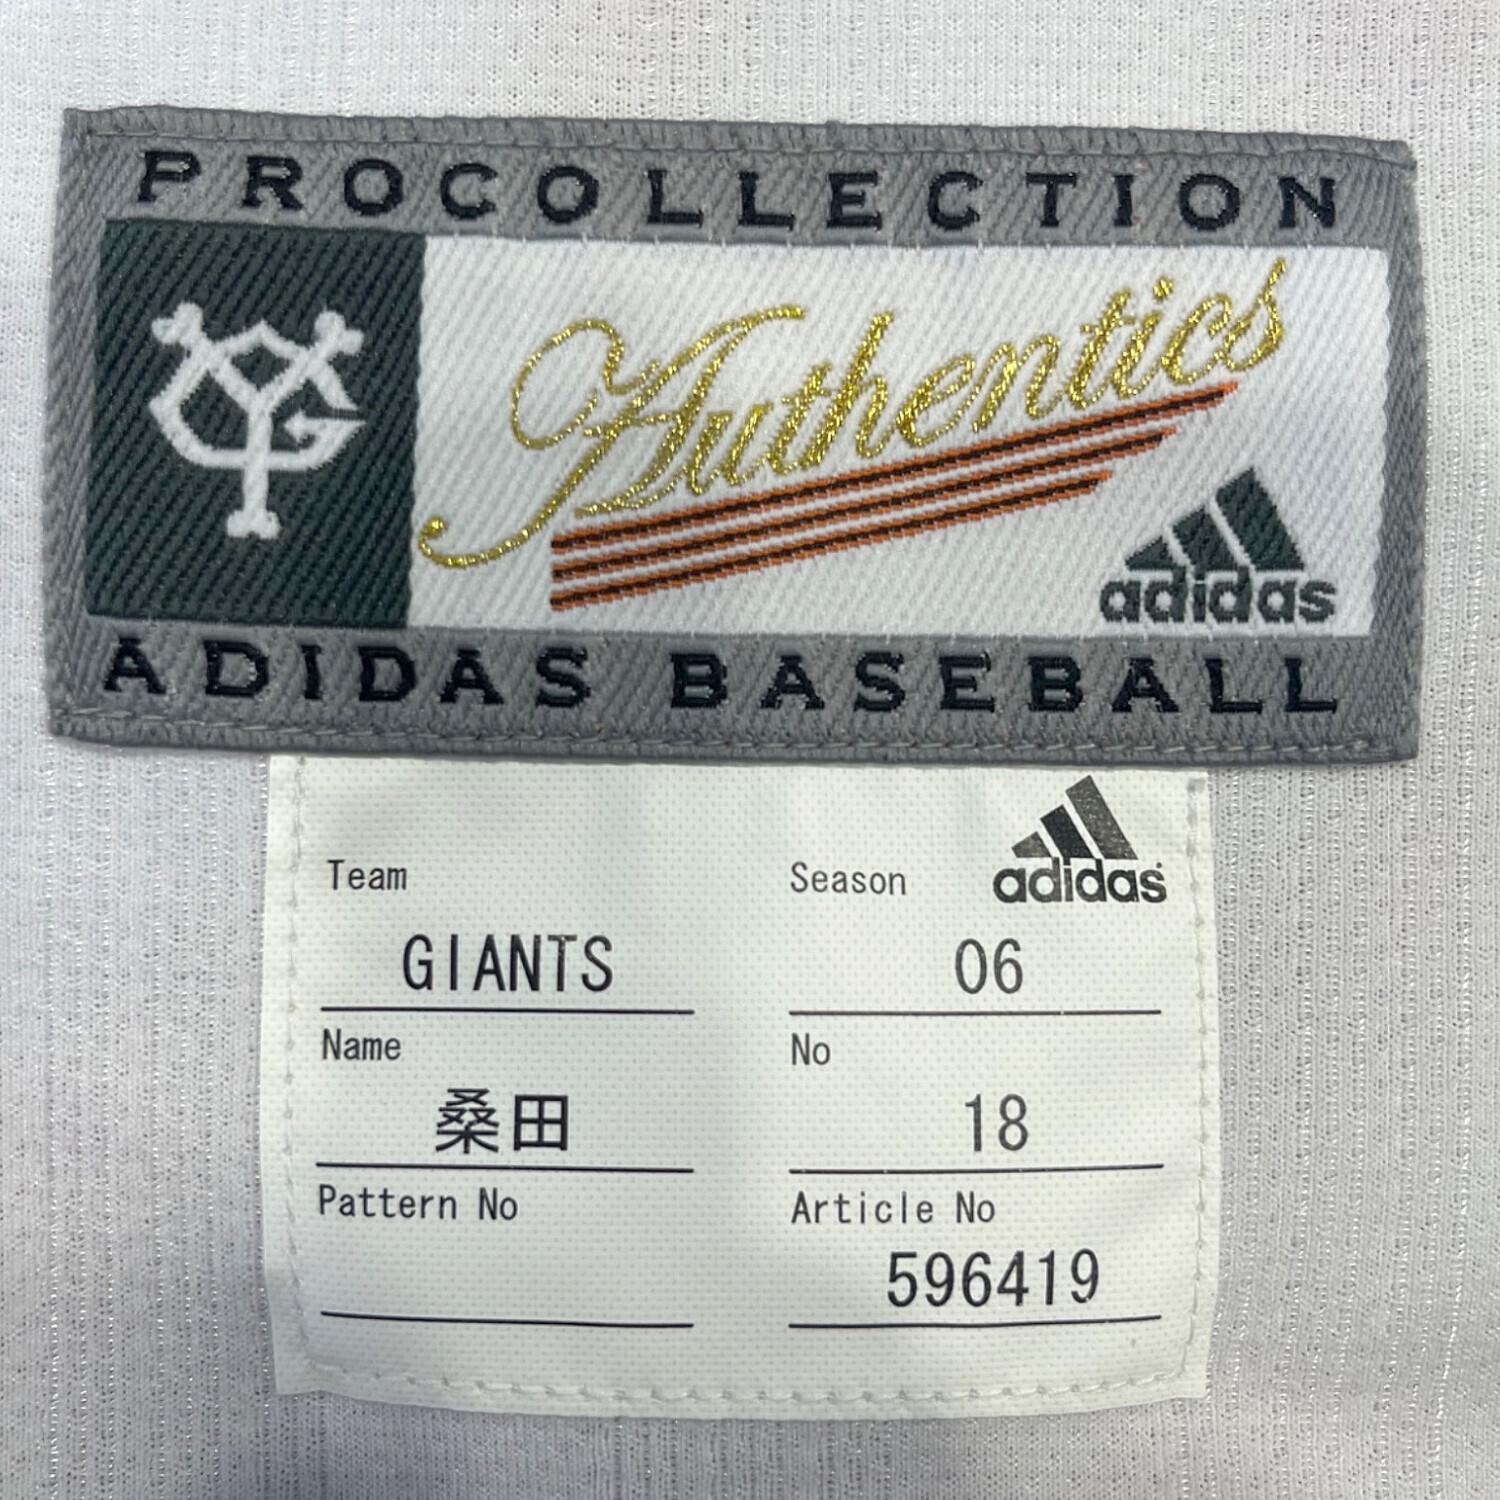 PROCOLLECTION
YG
Authentics
adidas
ADIDAS BASEBALL
adidas
Team Season
GIANTS 06
Name No
桑田 18
Pattern No Article No
596419